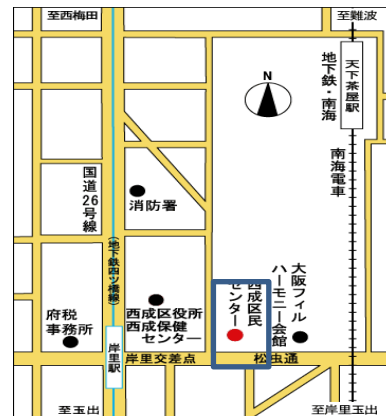 至西梅田
至難波
N
天下茶屋駅
地下鉄・南海
南海電車
国道26号線
消防署
(地下鉄四ツ橋線)
西成区民
センター
大阪フィル
ハーモニー会館
府税
事務所
西成区役所
西成保健
センター
岸里駅
岸里交差点
松虫通
至玉出
至岸里玉出